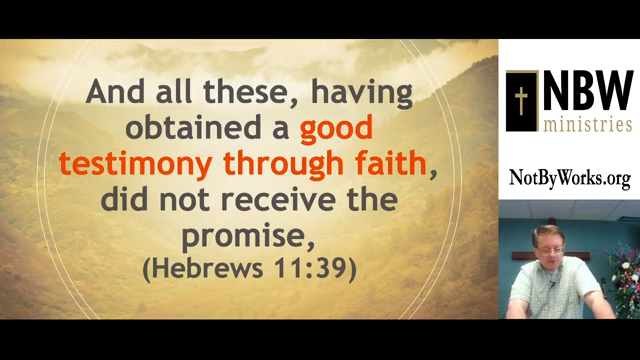 And all these, having
obtained a good
testimony through faith,
did not receive the
promise,
(Hebrews 11:39)
NBW
ministries
NotByWorks.org